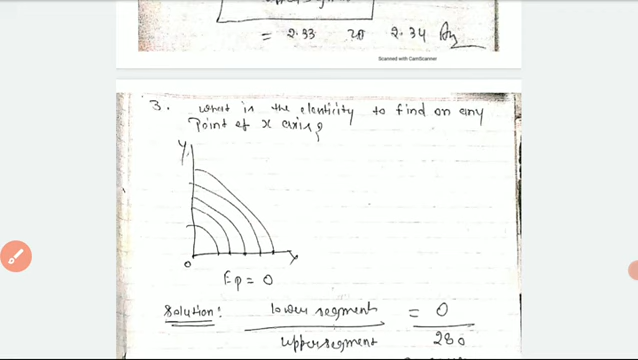 = 2.33 2.34 Ans
Scanned with CamScanner
3. What is the elasticity to find on any
Point of x axis?
Y
O
X
Ep = 0
Solution: lower segment = 0
upper segment 280